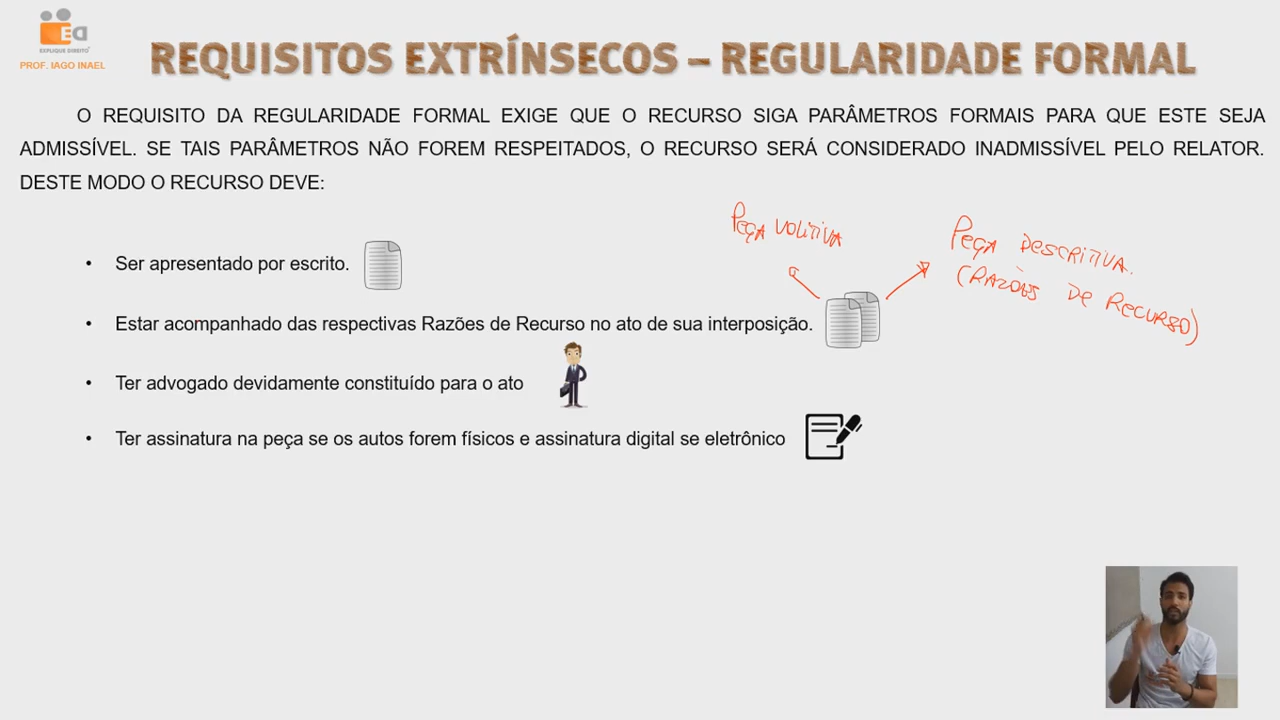 EXPLIQUE DIREITO
PROF. IAGO INAEL
REQUISITOS EXTRÍNSECOS – REGULARIDADE FORMAL
O REQUISITO DA REGULARIDADE FORMAL EXIGE QUE O RECURSO SIGA PARÂMETROS FORMAIS PARA QUE ESTE SEJA
ADMISSÍVEL. SE TAIS PARÂMETROS NÃO FOREM RESPEITADOS, O RECURSO SERÁ CONSIDERADO INADMISSÍVEL PELO RELATOR.
DESTE MODO O RECURSO DEVE:
PEÇA VOLITIVA
PEÇA DESCRITIVA.
(RAZÕES DE RECURSO)
• Ser apresentado por escrito.
• Estar acompanhado das respectivas Razões de Recurso no ato de sua interposição.
• Ter advogado devidamente constituído para o ato
• Ter assinatura na peça se os autos forem físicos e assinatura digital se eletrônico